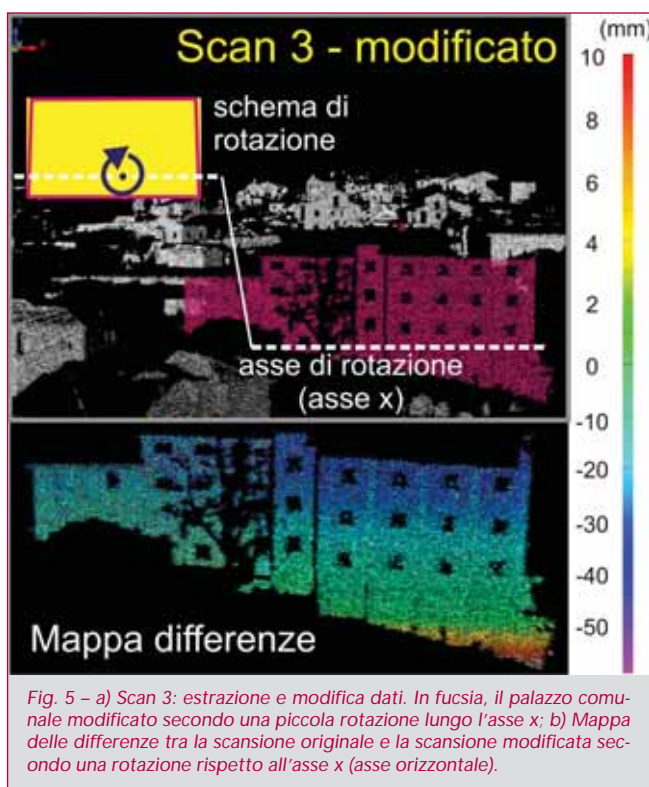 Scan 3 - modificato
schema di
rotazione
asse di rotazione
(asse x)
Mappa differenze
(mm)
10
8
6
4
2
0
-10
-20
-30
-40
-50
Fig. 5 – a) Scan 3: estrazione e modifica dati. In fucsia, il palazzo comu-
nale modificato secondo una piccola rotazione lungo l'asse x; b) Mappa
delle differenze tra la scansione originale e la scansione modificata sec-
ondo una rotazione rispetto all'asse x (asse orizzontale).